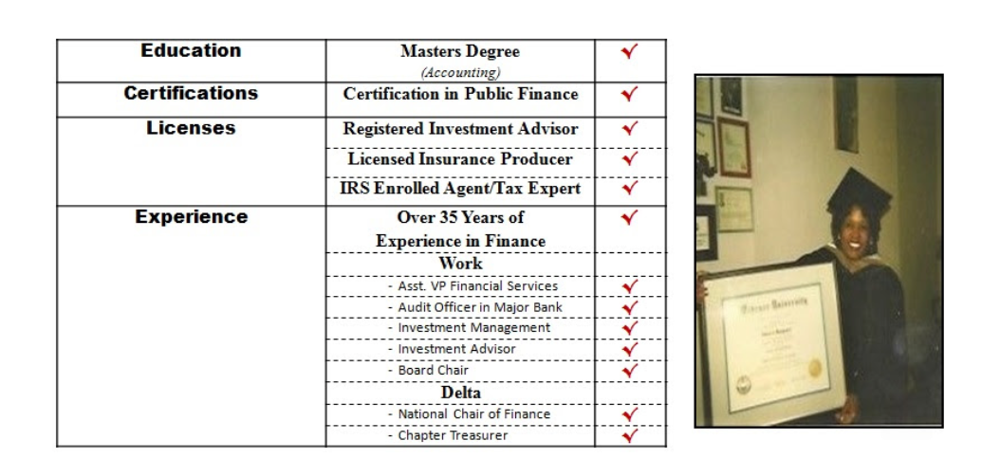 Education
Masters Degree
(Accounting)
Certifications
Certification in Public Finance
Licenses
Registered Investment Advisor
Licensed Insurance Producer
IRS Enrolled Agent/Tax Expert
Experience
Over 35 Years of
Experience in Finance
Work
- Asst. VP Financial Services
- Audit Officer in Major Bank
- Investment Management
- Investment Advisor
- Board Chair
Delta
- National Chair of Finance
- Chapter Treasurer
University